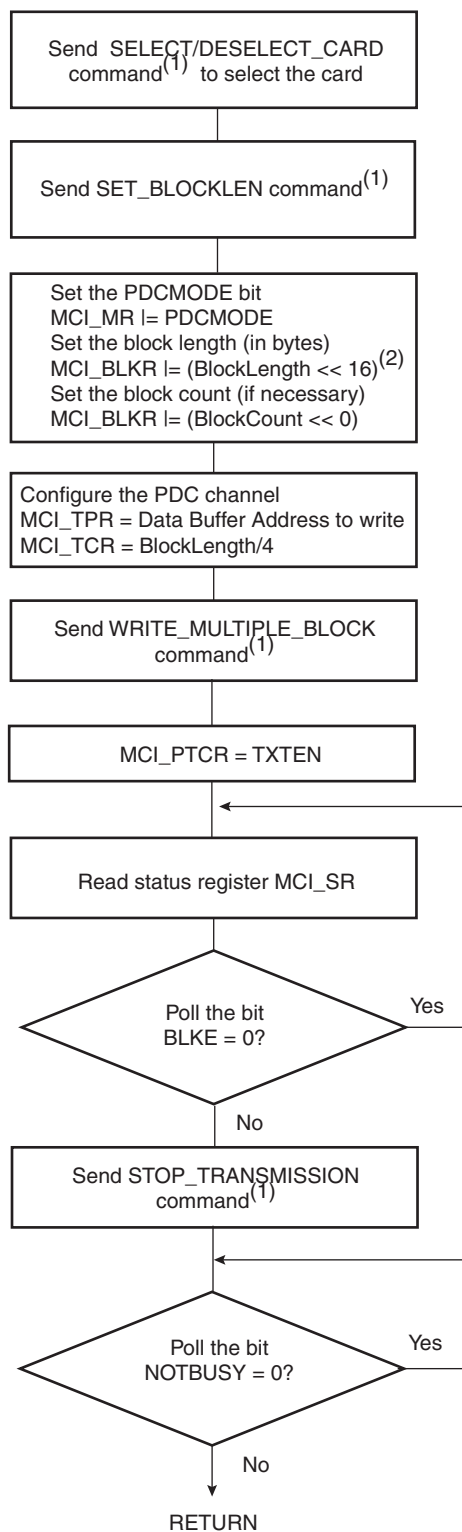 Send SELECT/DESELECT_CARD
command(1) to select the card
Send SET_BLOCKLEN command(1)
Set the PDCMODE bit
MCI_MR |= PDCMODE
Set the block length (in bytes)
MCI_BLKR |= (BlockLength << 16)(2)
Set the block count (if necessary)
MCI_BLKR |= (BlockCount << 0)
Configure the PDC channel
MCI_TPR = Data Buffer Address to write
MCI_TCR = BlockLength/4
Send WRITE_MULTIPLE_BLOCK
command(1)
MCI_PTCR = TXTEN
Read status register MCI_SR
Poll the bit
BLKE = 0?
Yes
No
Send STOP_TRANSMISSION
command(1)
Poll the bit
NOTBUSY = 0?
Yes
No
RETURN